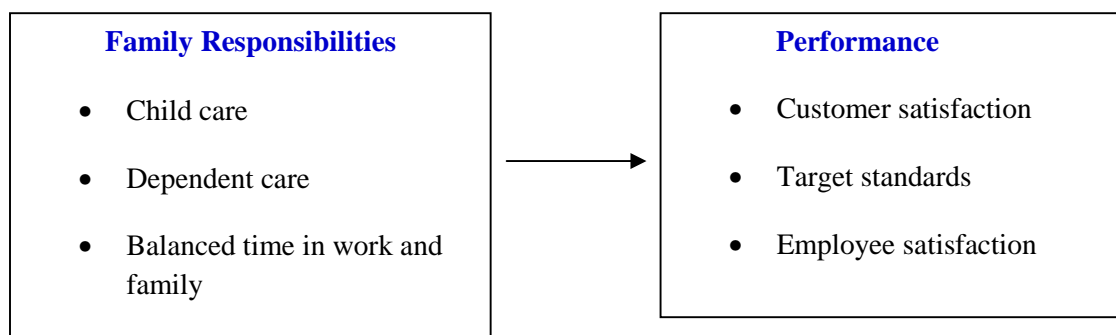 Family Responsibilities
• Child care
• Dependent care
• Balanced time in work and
family
Performance
• Customer satisfaction
• Target standards
• Employee satisfaction